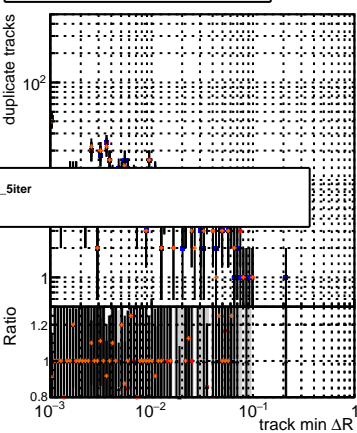 duplicate tracks
10²
_5iter
1
Ratio
1.2
1
0.8
10⁻³ 10⁻² 10⁻¹ 1
track min ΔR